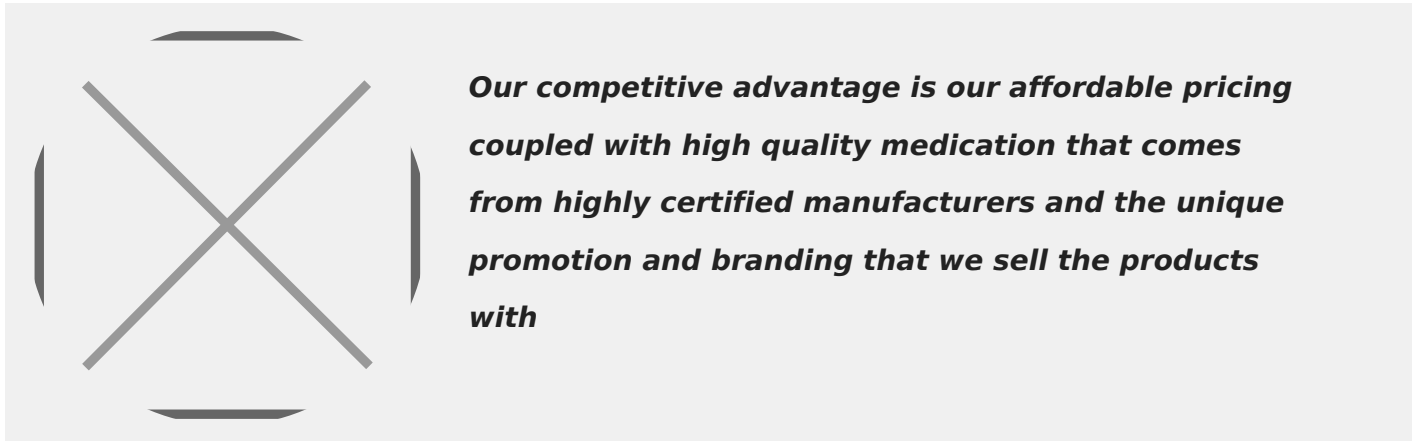 Our competitive advantage is our affordable pricing
coupled with high quality medication that comes
from highly certified manufacturers and the unique
promotion and branding that we sell the products
with